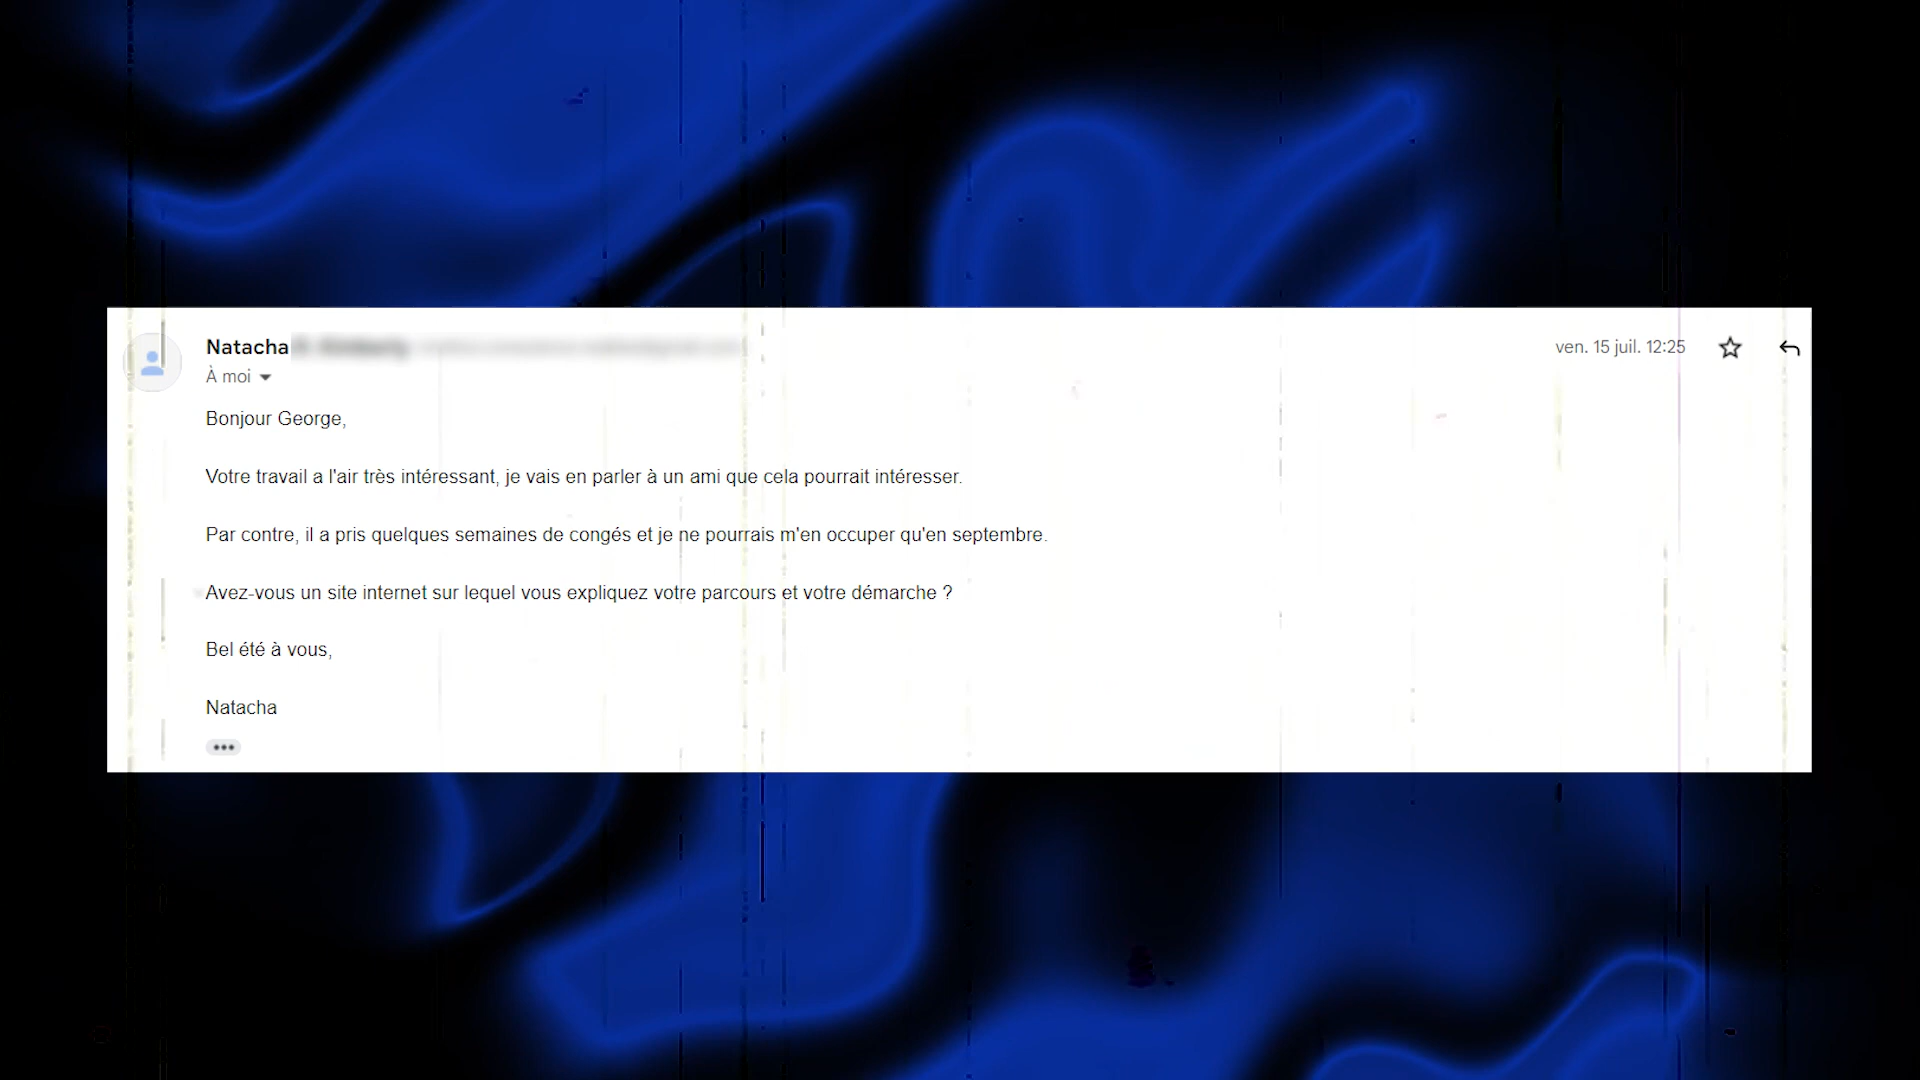 Natacha
ven. 15 juil. 12:25
À moi
Bonjour George,
Votre travail a l'air très intéressant, je vais en parler à un ami que cela pourrait intéresser.
Par contre, il a pris quelques semaines de congés et je ne pourrais m'en occuper qu'en septembre.
Avez-vous un site internet sur lequel vous expliquez votre parcours et votre démarche ?
Bel été à vous,
Natacha